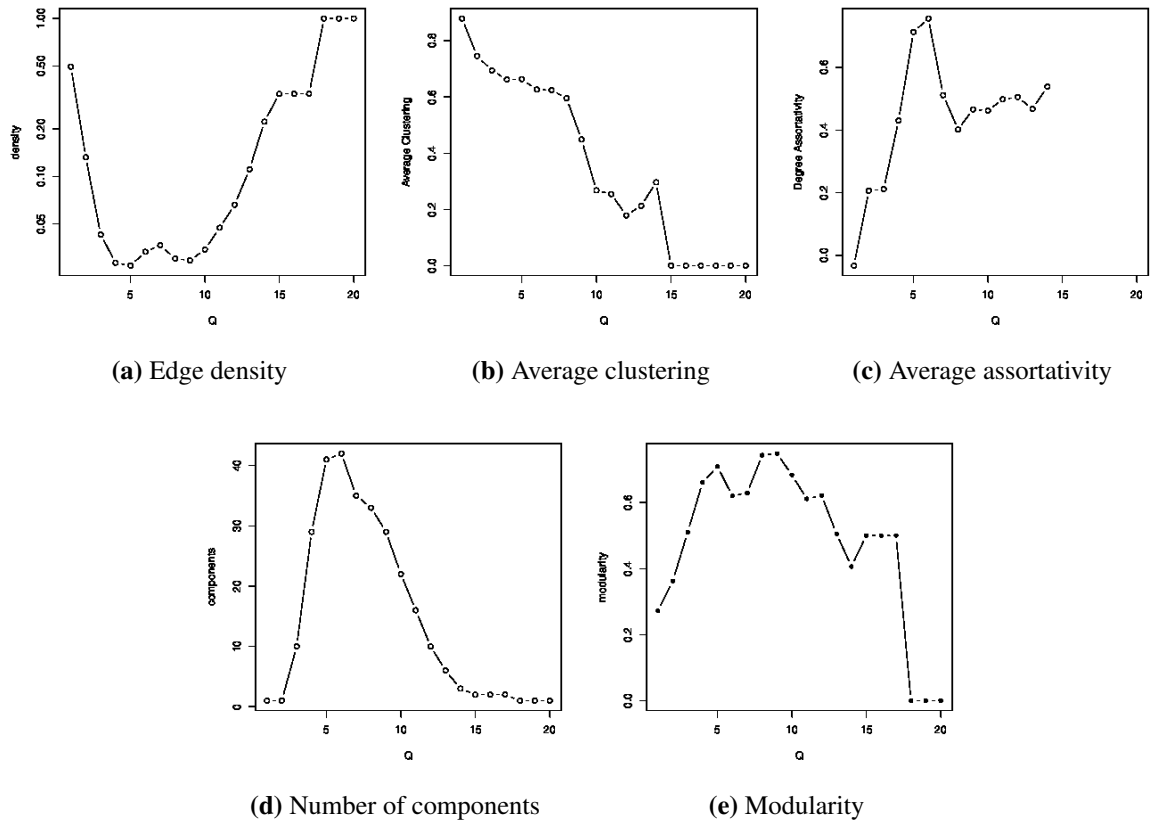 density
1.00
0.50
0.20
0.10
0.05
5
10
15
20
Q
(a) Edge density
Average Clustering
0.8
0.6
0.4
0.2
0.0
5
10
15
20
Q
(b) Average clustering
Degree Assortativity
0.6
0.4
0.2
0.0
5
10
15
20
Q
(c) Average assortativity
components
40
30
20
10
0
5
10
15
20
Q
(d) Number of components
modularity
0.6
0.4
0.2
0.0
5
10
15
20
Q
(e) Modularity